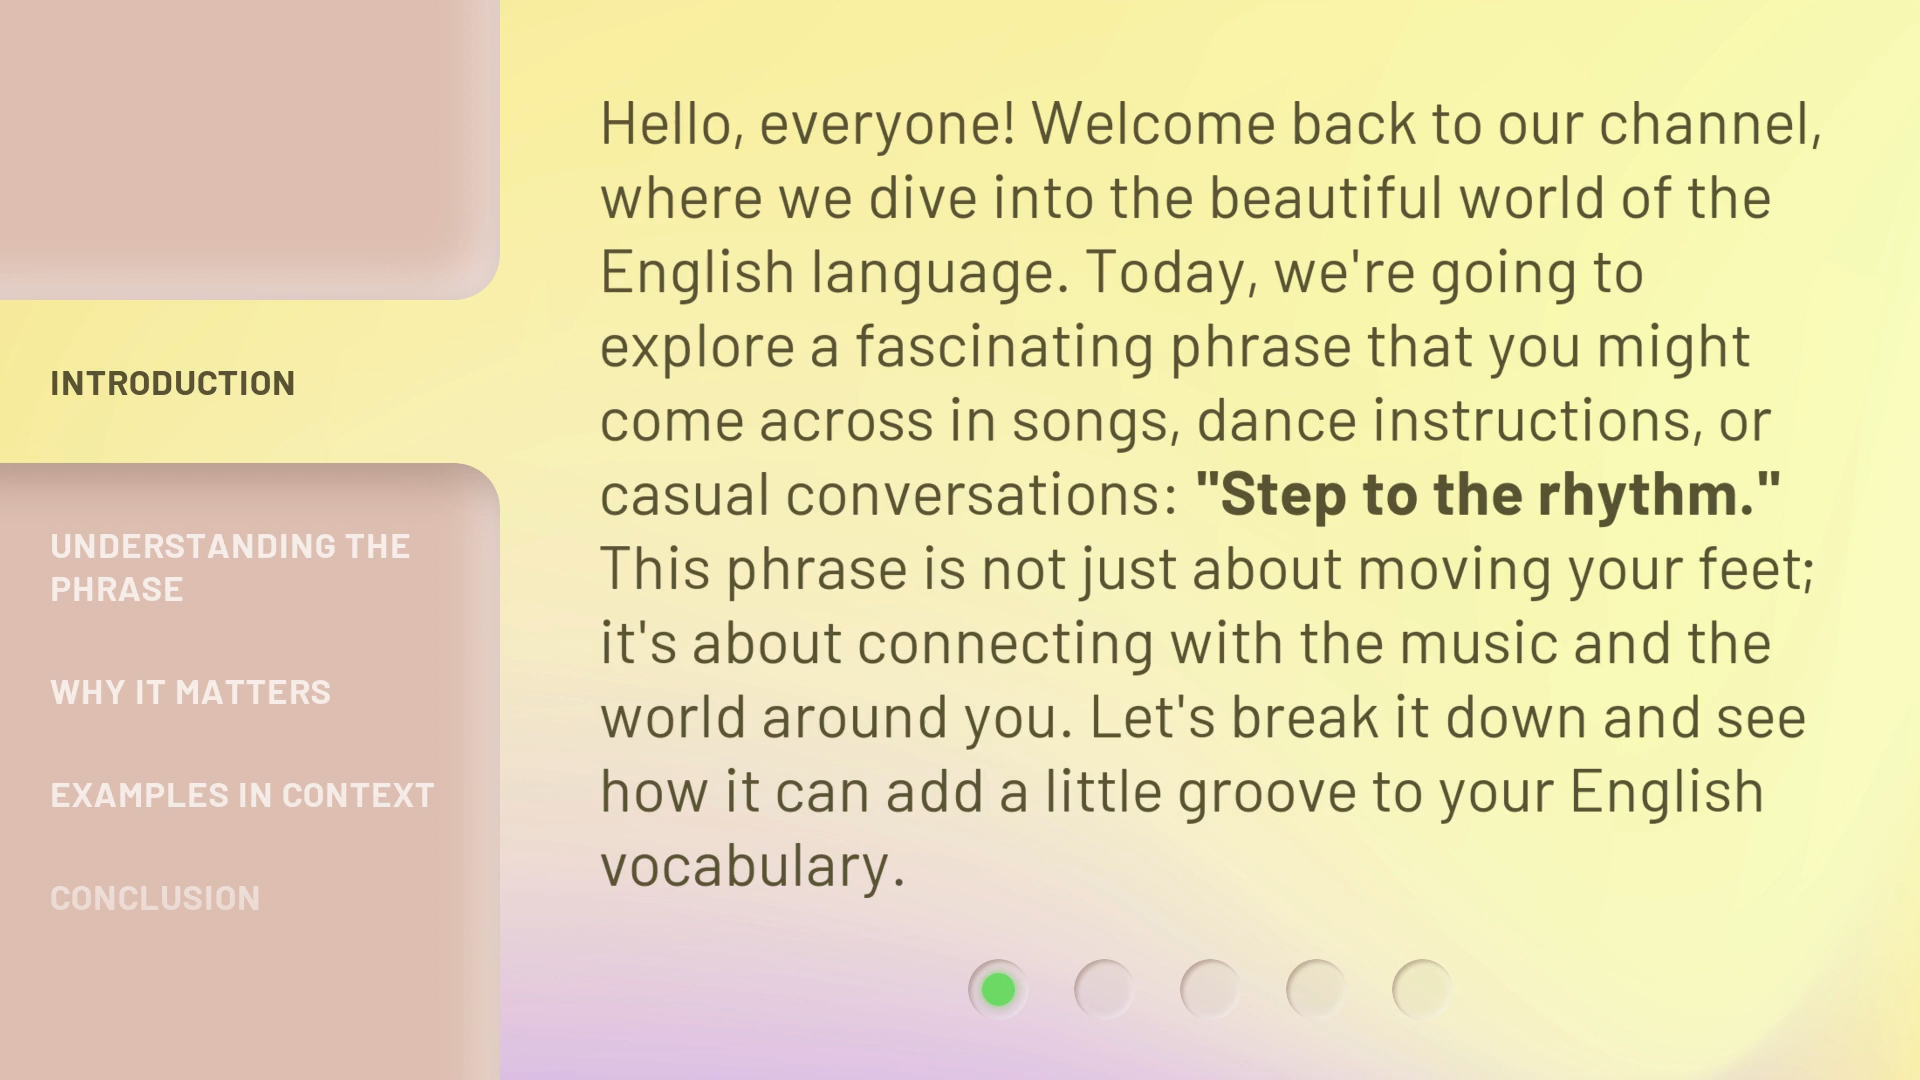 INTRODUCTION
UNDERSTANDING THE
PHRASE
WHY IT MATTERS
EXAMPLES IN CONTEXT
CONCLUSION
Hello, everyone! Welcome back to our channel,
where we dive into the beautiful world of the
English language. Today, we're going to
explore a fascinating phrase that you might
come across in songs, dance instructions, or
casual conversations: "Step to the rhythm."
This phrase is not just about moving your feet;
it's about connecting with the music and the
world around you. Let's break it down and see
how it can add a little groove to your English
vocabulary.